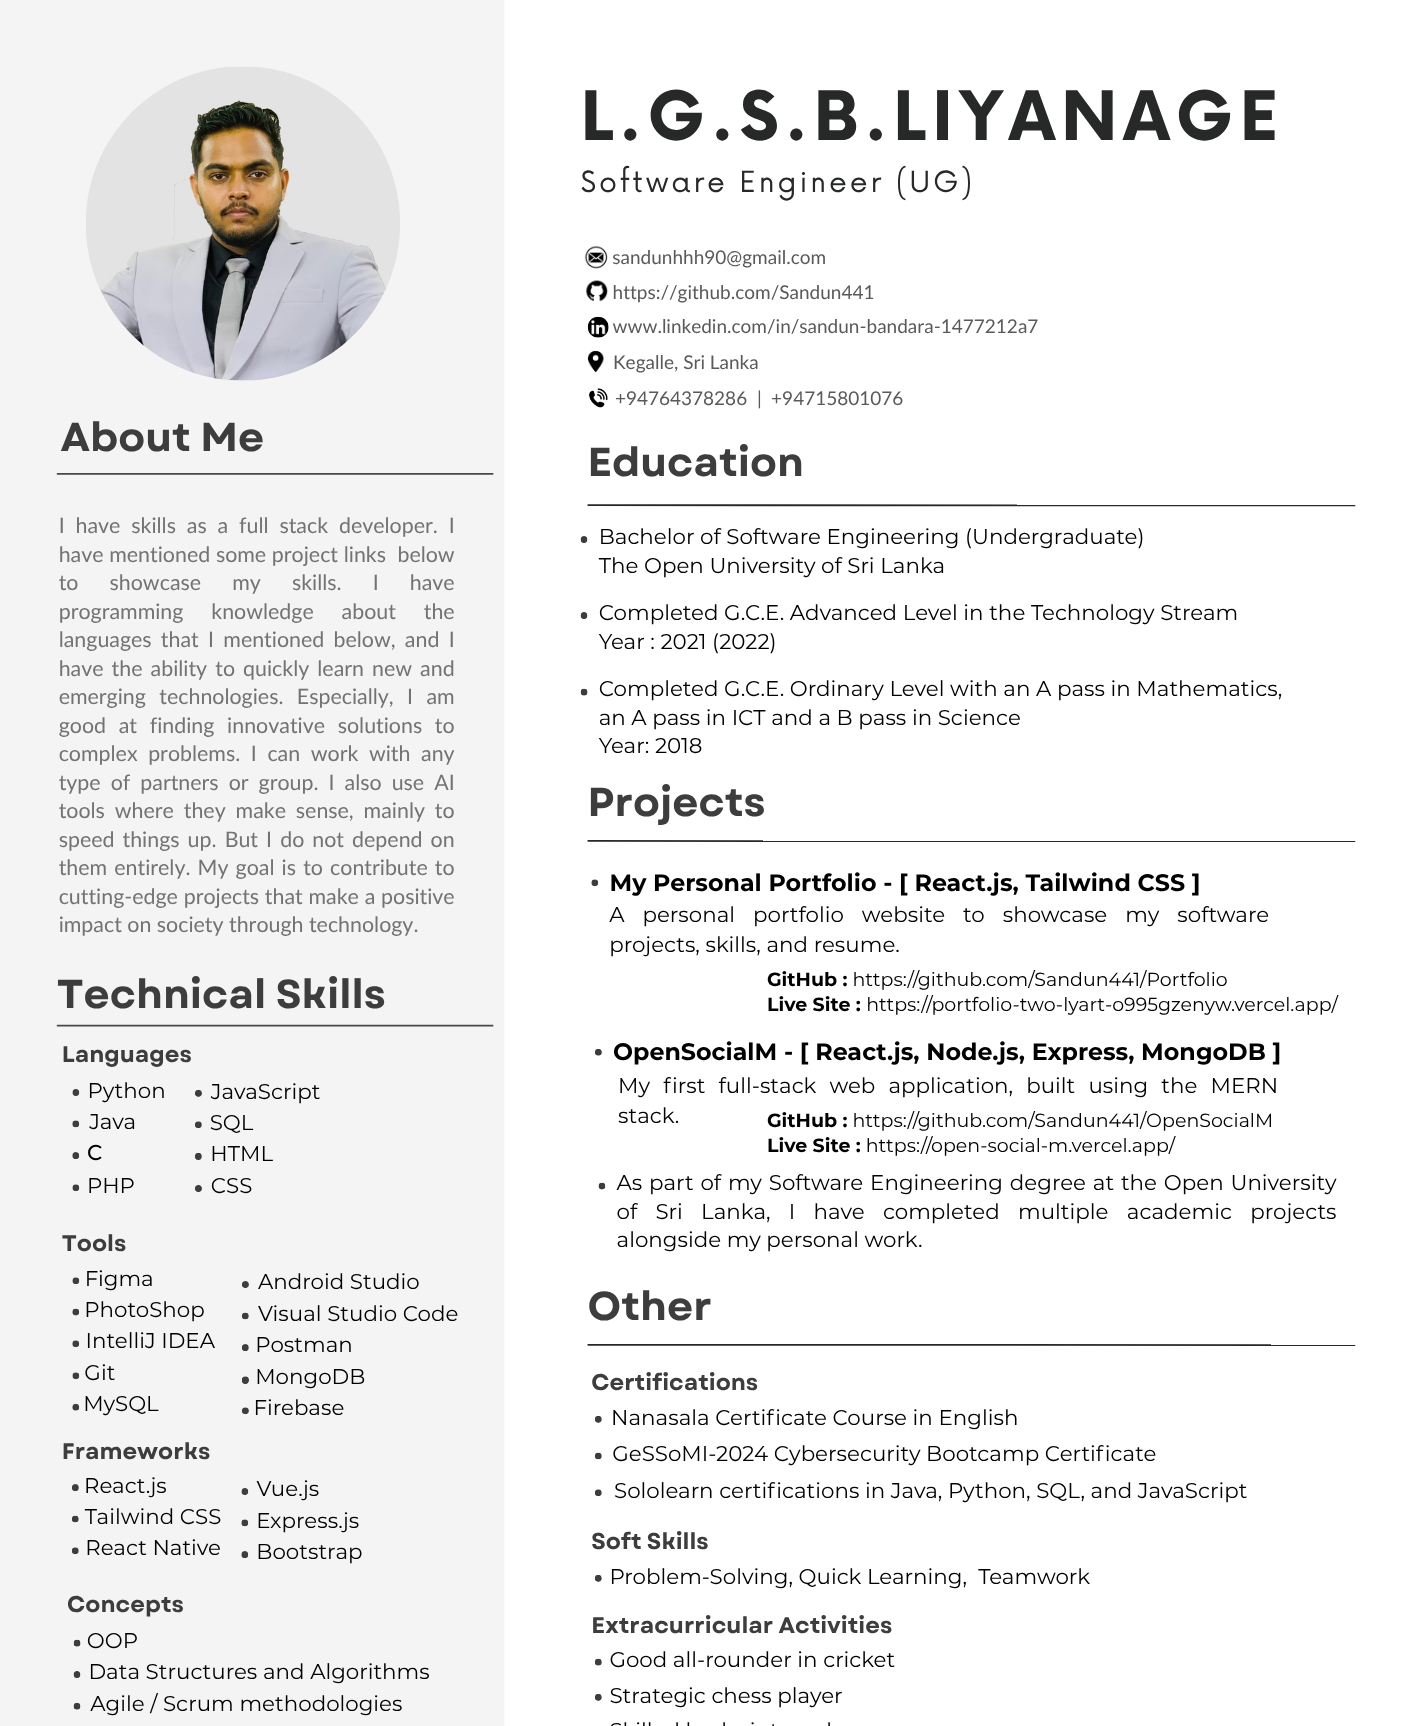 L.G.S.B.LIYANAGE
Software Engineer (UG)
sandunhhh90@gmail.com
https://github.com/Sandun441
www.linkedin.com/in/sandun-bandara-1477212a7
Kegalle, Sri Lanka
+94764378286 | +94715801076
About Me
I have skills as a full stack developer. I
have mentioned some project links below
to showcase my skills. I have
programming knowledge about the
languages that I mentioned below, and I
have the ability to quickly learn new and
emerging technologies. Especially, I am
good at finding innovative solutions to
complex problems. I can work with any
type of partners or group. I also use AI
tools where they make sense, mainly to
speed things up. But I do not depend on
them entirely. My goal is to contribute to
cutting-edge projects that make a positive
impact on society through technology.
Technical Skills
Languages
• Python
• Java
• C
• PHP
• JavaScript
• SQL
• HTML
• CSS
Tools
• Figma
• PhotoShop
• IntelliJ IDEA
• Git
• MySQL
• Android Studio
• Visual Studio Code
• Postman
• MongoDB
• Firebase
Frameworks
• React.js
• Tailwind CSS
• React Native
• Vue.js
• Express.js
• Bootstrap
Concepts
• OOP
• Data Structures and Algorithms
• Agile / Scrum methodologies
Education
• Bachelor of Software Engineering (Undergraduate)
The Open University of Sri Lanka
• Completed G.C.E. Advanced Level in the Technology Stream
Year : 2021 (2022)
• Completed G.C.E. Ordinary Level with an A pass in Mathematics,
an A pass in ICT and a B pass in Science
Year: 2018
Projects
• My Personal Portfolio - [ React.js, Tailwind CSS ]
A personal portfolio website to showcase my software
projects, skills, and resume.
GitHub : https://github.com/Sandun441/Portfolio
Live Site : https://portfolio-two-lyart-o995gzenyw.vercel.app/
• OpenSocialM - [ React.js, Node.js, Express, MongoDB ]
My first full-stack web application, built using the MERN
stack.
GitHub : https://github.com/Sandun441/OpenSocialM
Live Site : https://open-social-m.vercel.app/
• As part of my Software Engineering degree at the Open University
of Sri Lanka, I have completed multiple academic projects
alongside my personal work.
Other
Certifications
• Nanasala Certificate Course in English
• GeSSoMI-2024 Cybersecurity Bootcamp Certificate
• Sololearn certifications in Java, Python, SQL, and JavaScript
Soft Skills
• Problem-Solving, Quick Learning, Teamwork
Extracurricular Activities
• Good all-rounder in cricket
• Strategic chess player